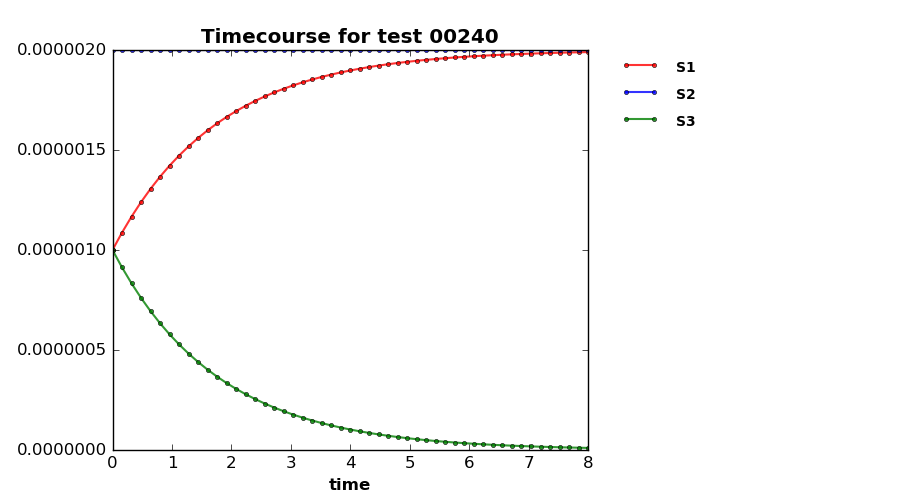 Timecourse for test 00240
0.0000020
0.0000015
0.0000010
0.0000005
0.0000000
0 1 2 3 4 5 6 7 8
time
S1
S2
S3